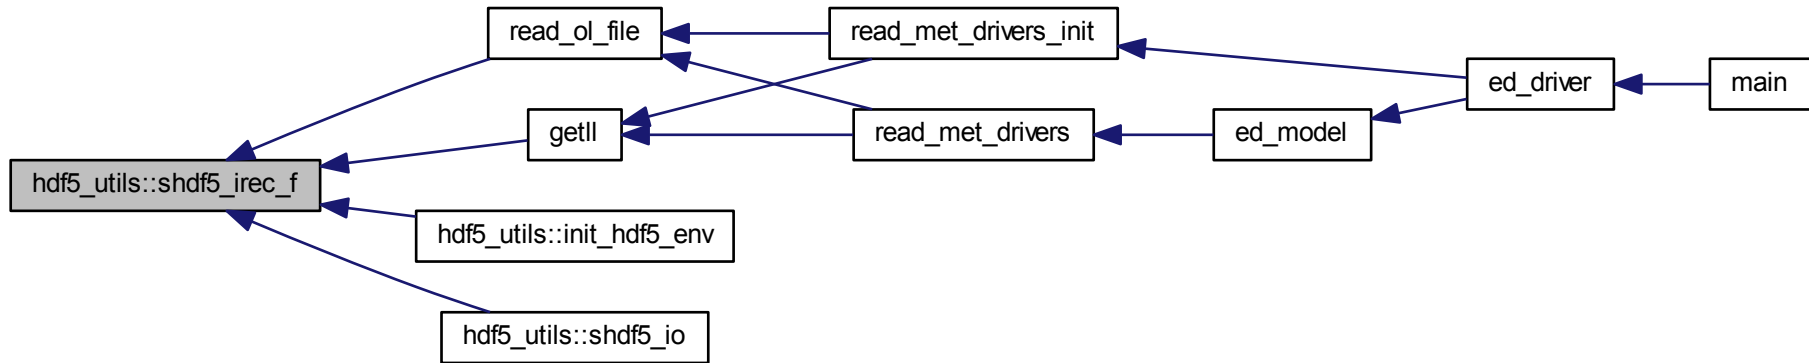 read_ol_file
read_met_drivers_init
ed_driver
main
getll
read_met_drivers
ed_model
hdf5_utils::shdf5_irec_f
hdf5_utils::init_hdf5_env
hdf5_utils::shdf5_io